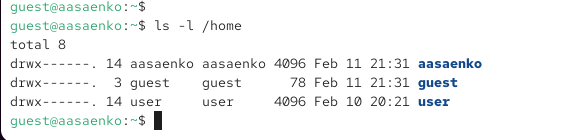 guest@aasaenko:~$
guest@aasaenko:~$ ls -l /home
total 8
drwx------. 14 aasaenko aasaenko 4096 Feb 11 21:31 aasaenko
drwx------.  3 guest    guest      78 Feb 11 21:31 guest
drwx------. 14 user     user     4096 Feb 10 20:21 user
guest@aasaenko:~$